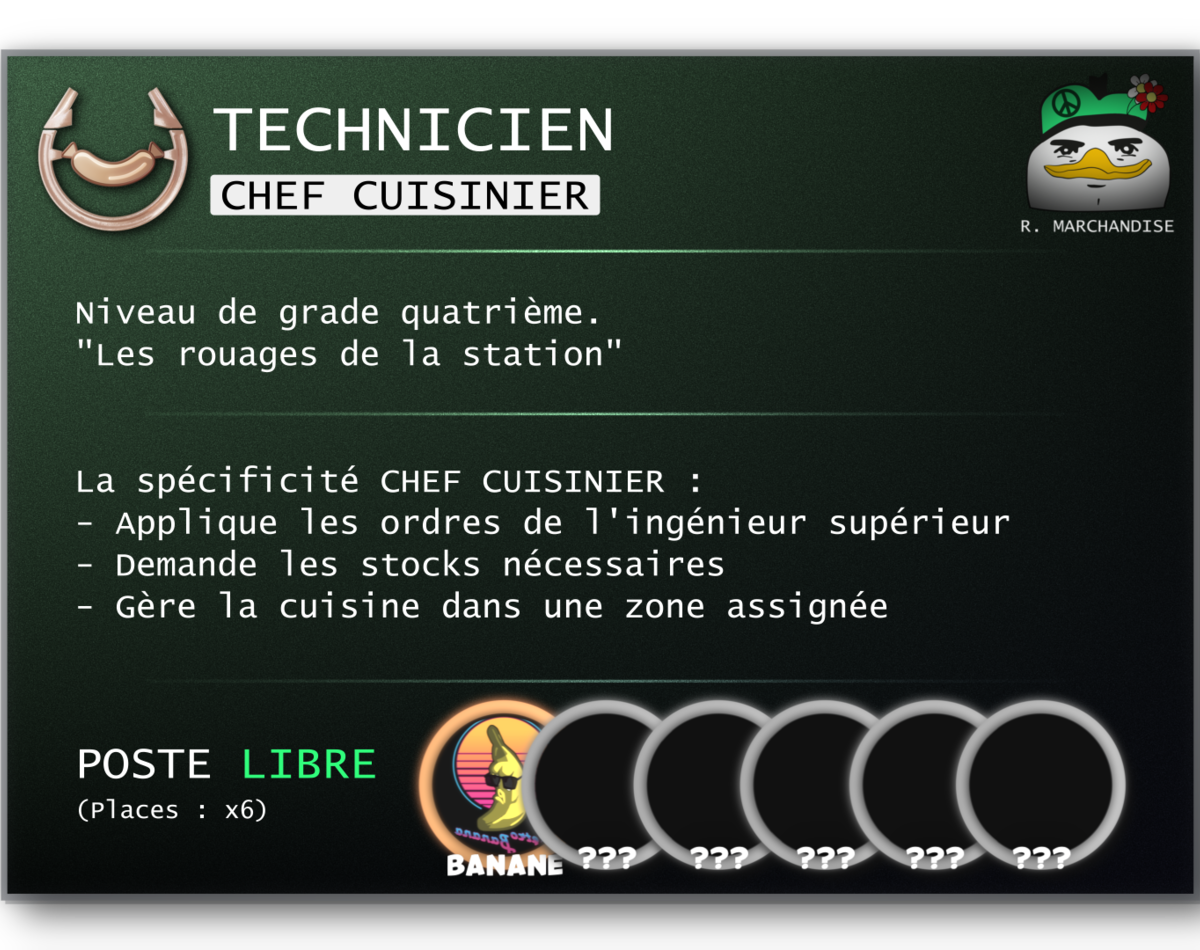 TECHNICIEN
CHEF CUISINIER
R. MARCHANDISE
Niveau de grade quatrième.
"Les rouages de la station"
La spécificité CHEF CUISINIER :
- Applique les ordres de l'ingénieur supérieur
- Demande les stocks nécessaires
- Gère la cuisine dans une zone assignée
POSTE LIBRE
(Places : x6)
BANANE
???
???
???
???
???